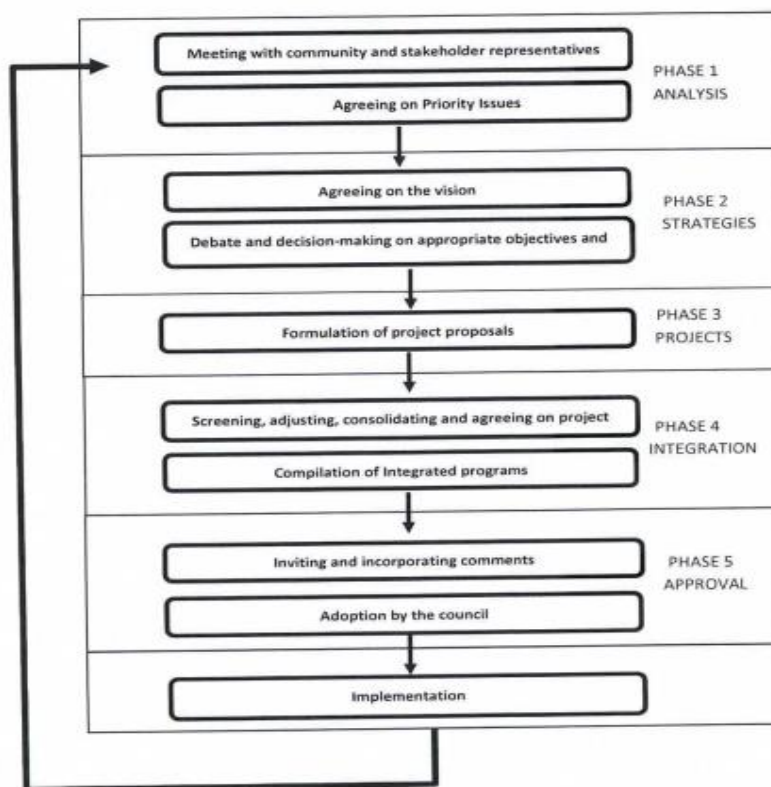 Meeting with community and stakeholder representatives
PHASE 1
ANALYSIS
Agreeing on Priority Issues
Agreeing on the vision
PHASE 2
STRATEGIES
Debate and decision-making on appropriate objectives and
Formulation of project proposals
PHASE 3
PROJECTS
Screening, adjusting, consolidating and agreeing on project
PHASE 4
INTEGRATION
Compilation of Integrated programs
Inviting and incorporating comments
PHASE 5
APPROVAL
Adoption by the council
Implementation